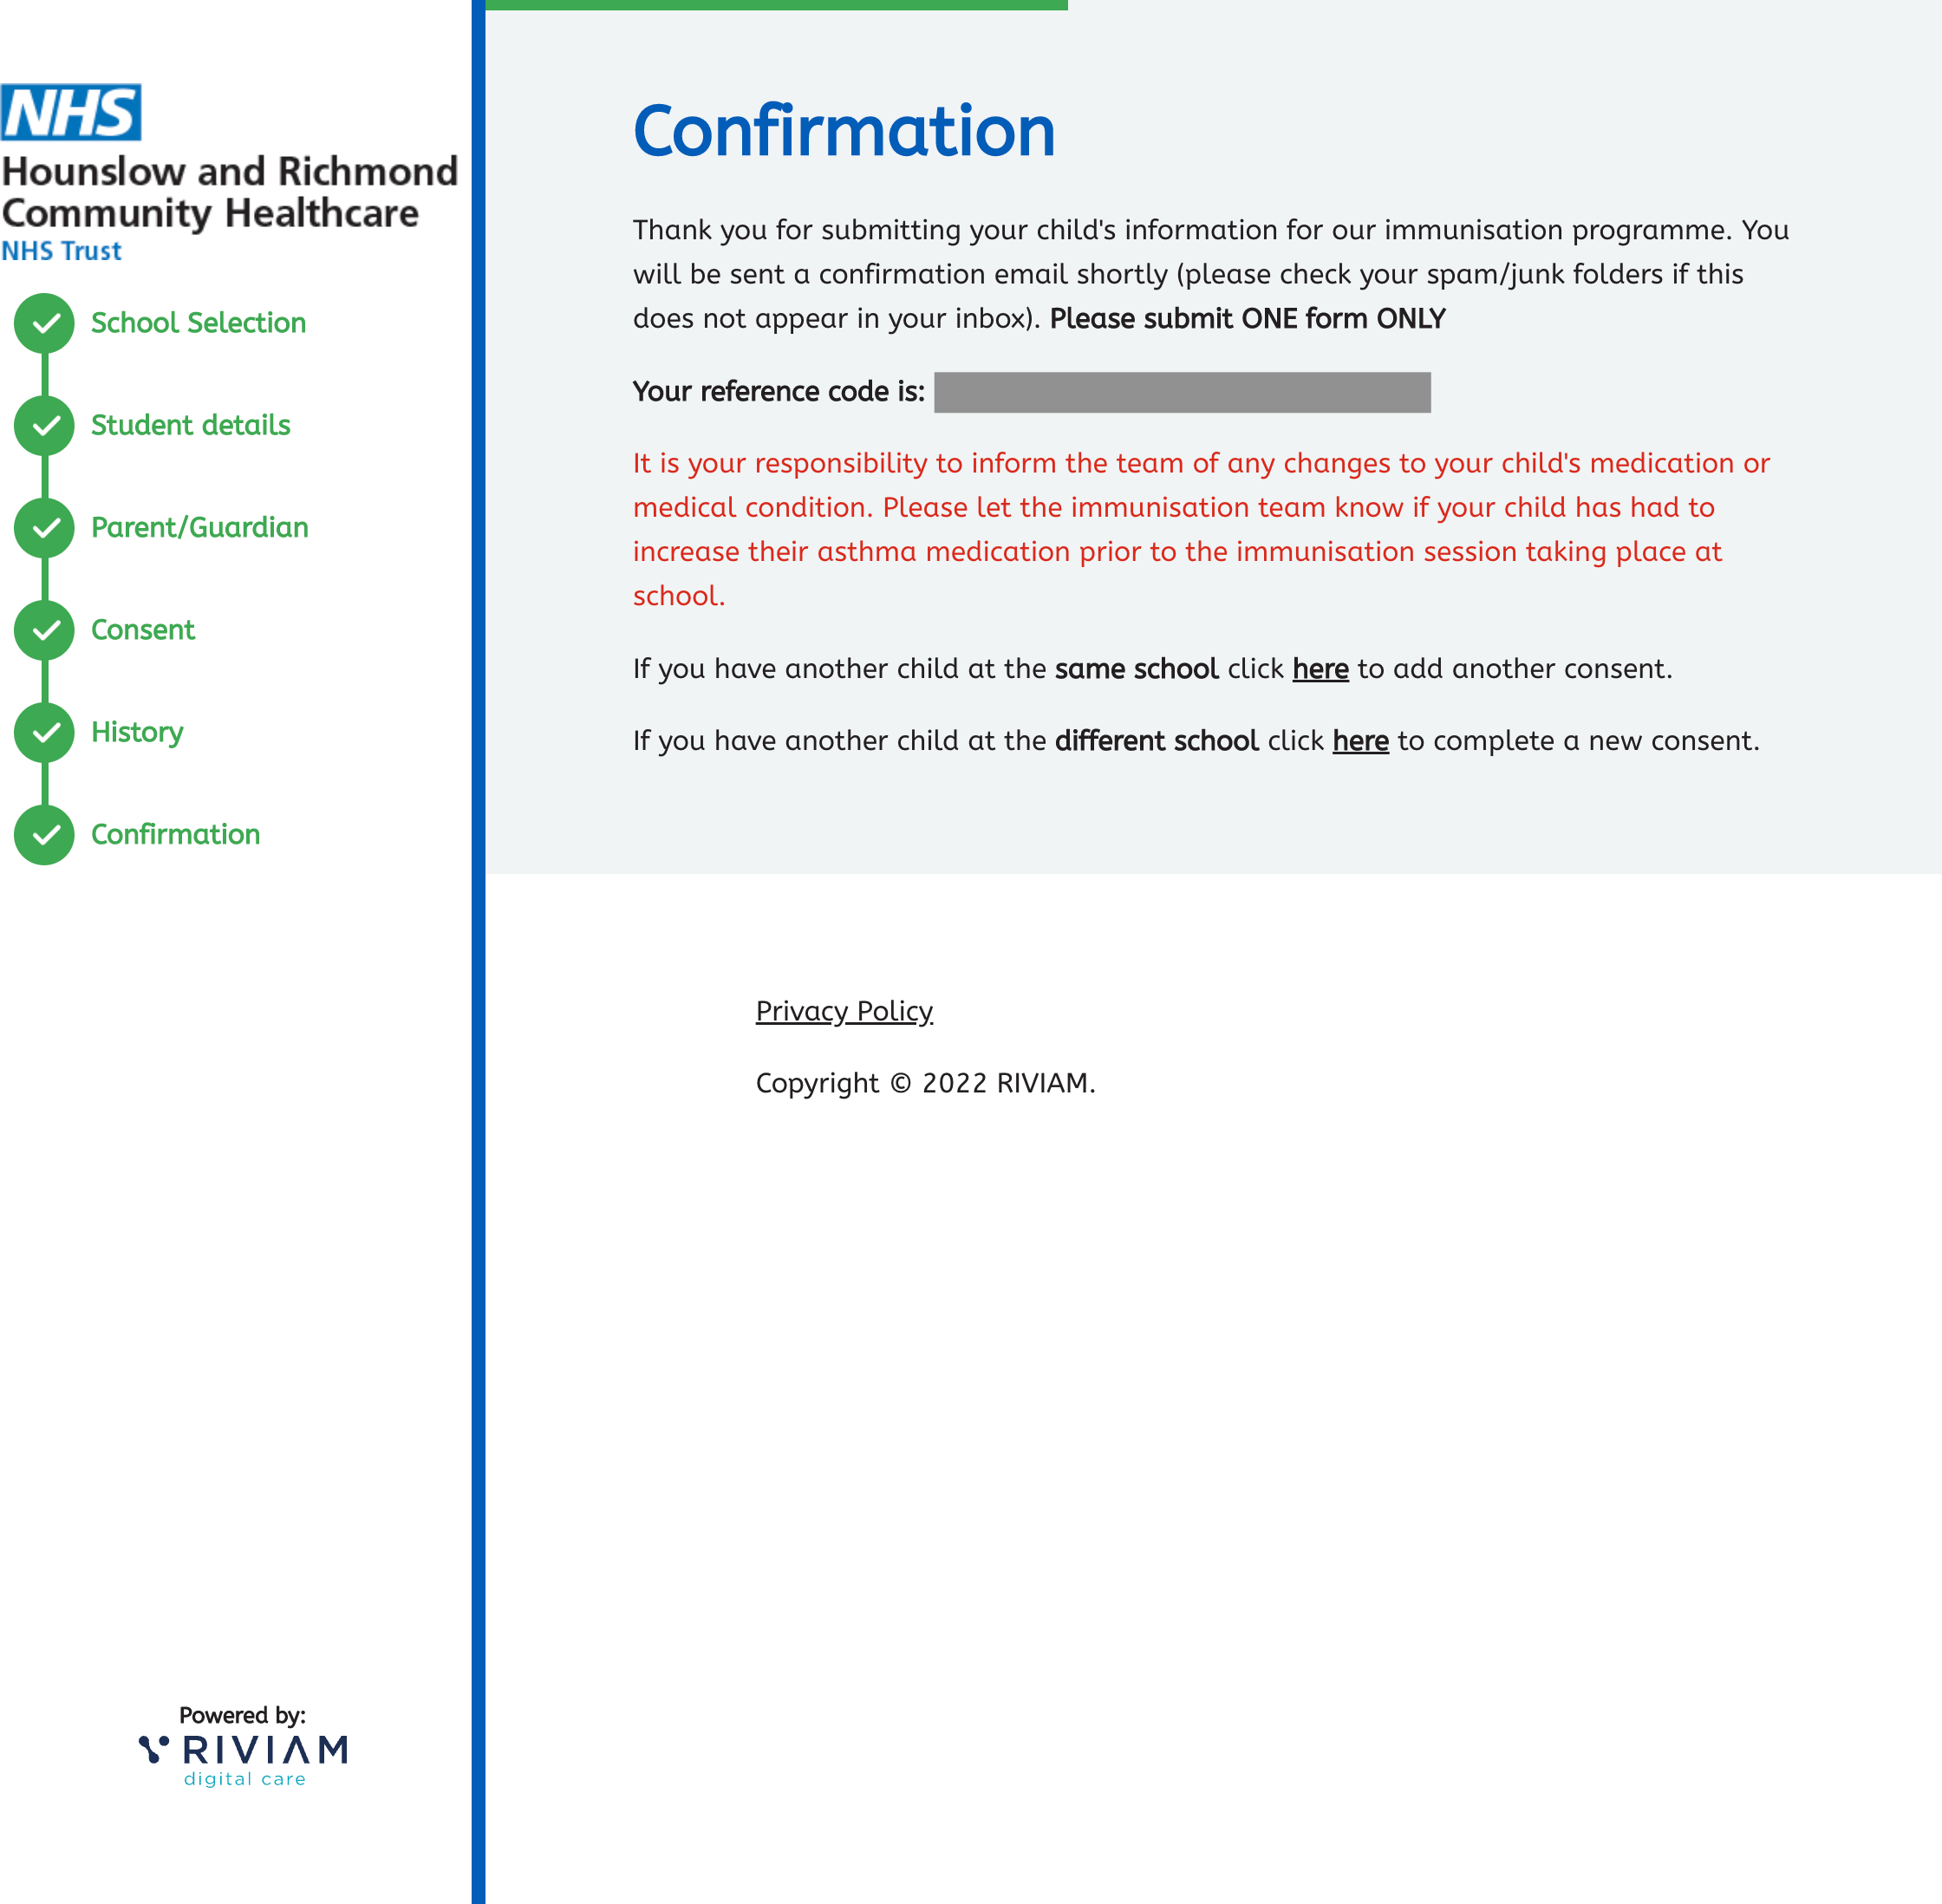 NHS
Hounslow and Richmond
Community Healthcare
NHS Trust
School Selection
Student details
Parent/Guardian
Consent
History
Confirmation
Powered by:
RIVIAM
digital care
Confirmation
Thank you for submitting your child's information for our immunisation programme. You
will be sent a confirmation email shortly (please check your spam/junk folders if this
does not appear in your inbox). Please submit ONE form ONLY
Your reference code is:
It is your responsibility to inform the team of any changes to your child's medication or
medical condition. Please let the immunisation team know if your child has had to
increase their asthma medication prior to the immunisation session taking place at
school.
If you have another child at the same school click here to add another consent.
If you have another child at the different school click here to complete a new consent.
Privacy Policy
Copyright © 2022 RIVIAM.